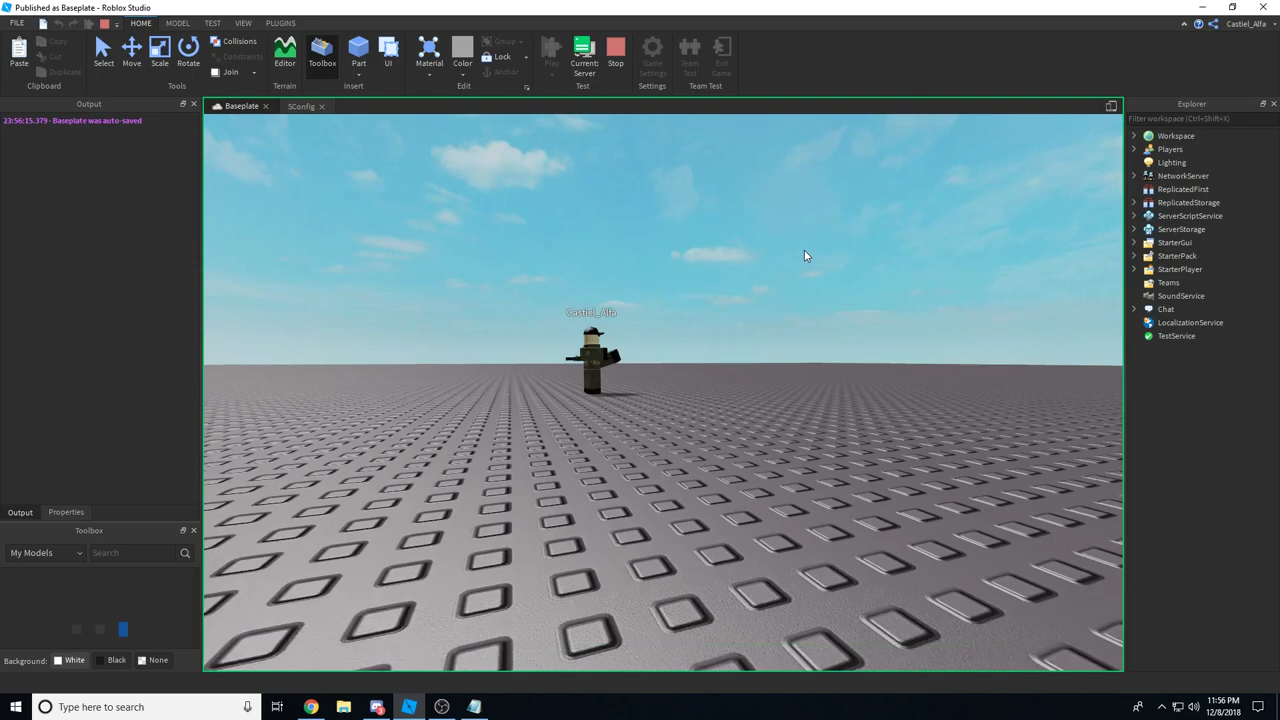 Published as Baseplate - Roblox Studio
FILE
HOME
MODEL
TEST
VIEW
PLUGINS
Castiel_Alfa
Paste
Copy
Cut
Duplicate
Clipboard
Select
Move
Scale
Rotate
Collisions
Constraints
Join
Tools
Editor
Terrain
Toolbox
Part
UI
Insert
Material
Color
Group
Lock
Anchor
Edit
Play
Current:
Server
Stop
Test
Game
Settings
Settings
Team
Test
Exit
Game
Team Test
Output
Baseplate
SConfig
Explorer
23:56:15.379 - Baseplate was auto-saved
Filter workspace (Ctrl+Shift+X)
Workspace
Players
Lighting
NetworkServer
ReplicatedFirst
ReplicatedStorage
ServerScriptService
ServerStorage
StarterGui
StarterPack
StarterPlayer
Teams
SoundService
Chat
LocalizationService
TestService
Castiel_Alfa
Output
Properties
Toolbox
My Models
Search
Background:
White
Black
None
Type here to search
11:56 PM
12/8/2018